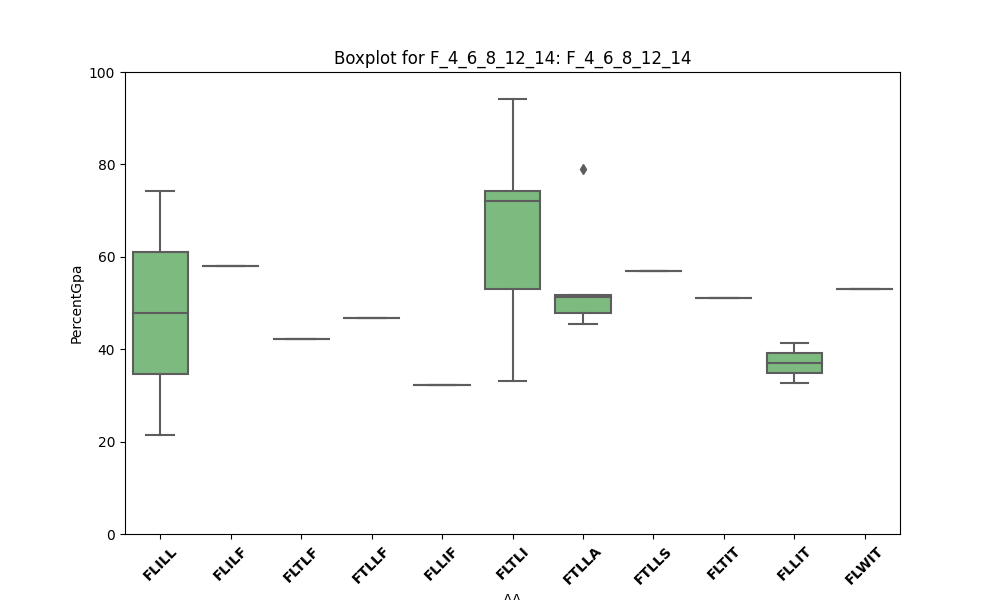 Boxplot for F_4_6_8_12_14: F_4_6_8_12_14
PercentGpa
100
80
60
40
20
0
FLILL
FLILF
FLTLF
FTLLF
FLLIF
FLTLI
FTLLA
FTLLS
FLTIT
FLLIT
FLWIT